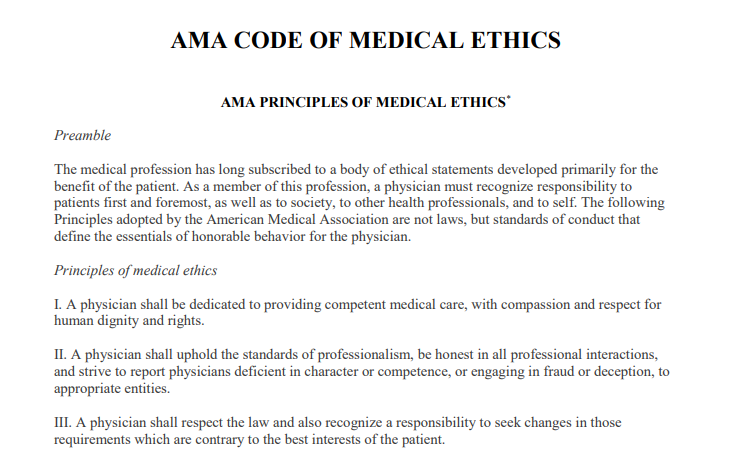 AMA CODE OF MEDICAL ETHICS
AMA PRINCIPLES OF MEDICAL ETHICS*
Preamble
The medical profession has long subscribed to a body of ethical statements developed primarily for the
benefit of the patient. As a member of this profession, a physician must recognize responsibility to
patients first and foremost, as well as to society, to other health professionals, and to self. The following
Principles adopted by the American Medical Association are not laws, but standards of conduct that
define the essentials of honorable behavior for the physician.
Principles of medical ethics
I. A physician shall be dedicated to providing competent medical care, with compassion and respect for
human dignity and rights.
II. A physician shall uphold the standards of professionalism, be honest in all professional interactions,
and strive to report physicians deficient in character or competence, or engaging in fraud or deception, to
appropriate entities.
III. A physician shall respect the law and also recognize a responsibility to seek changes in those
requirements which are contrary to the best interests of the patient.